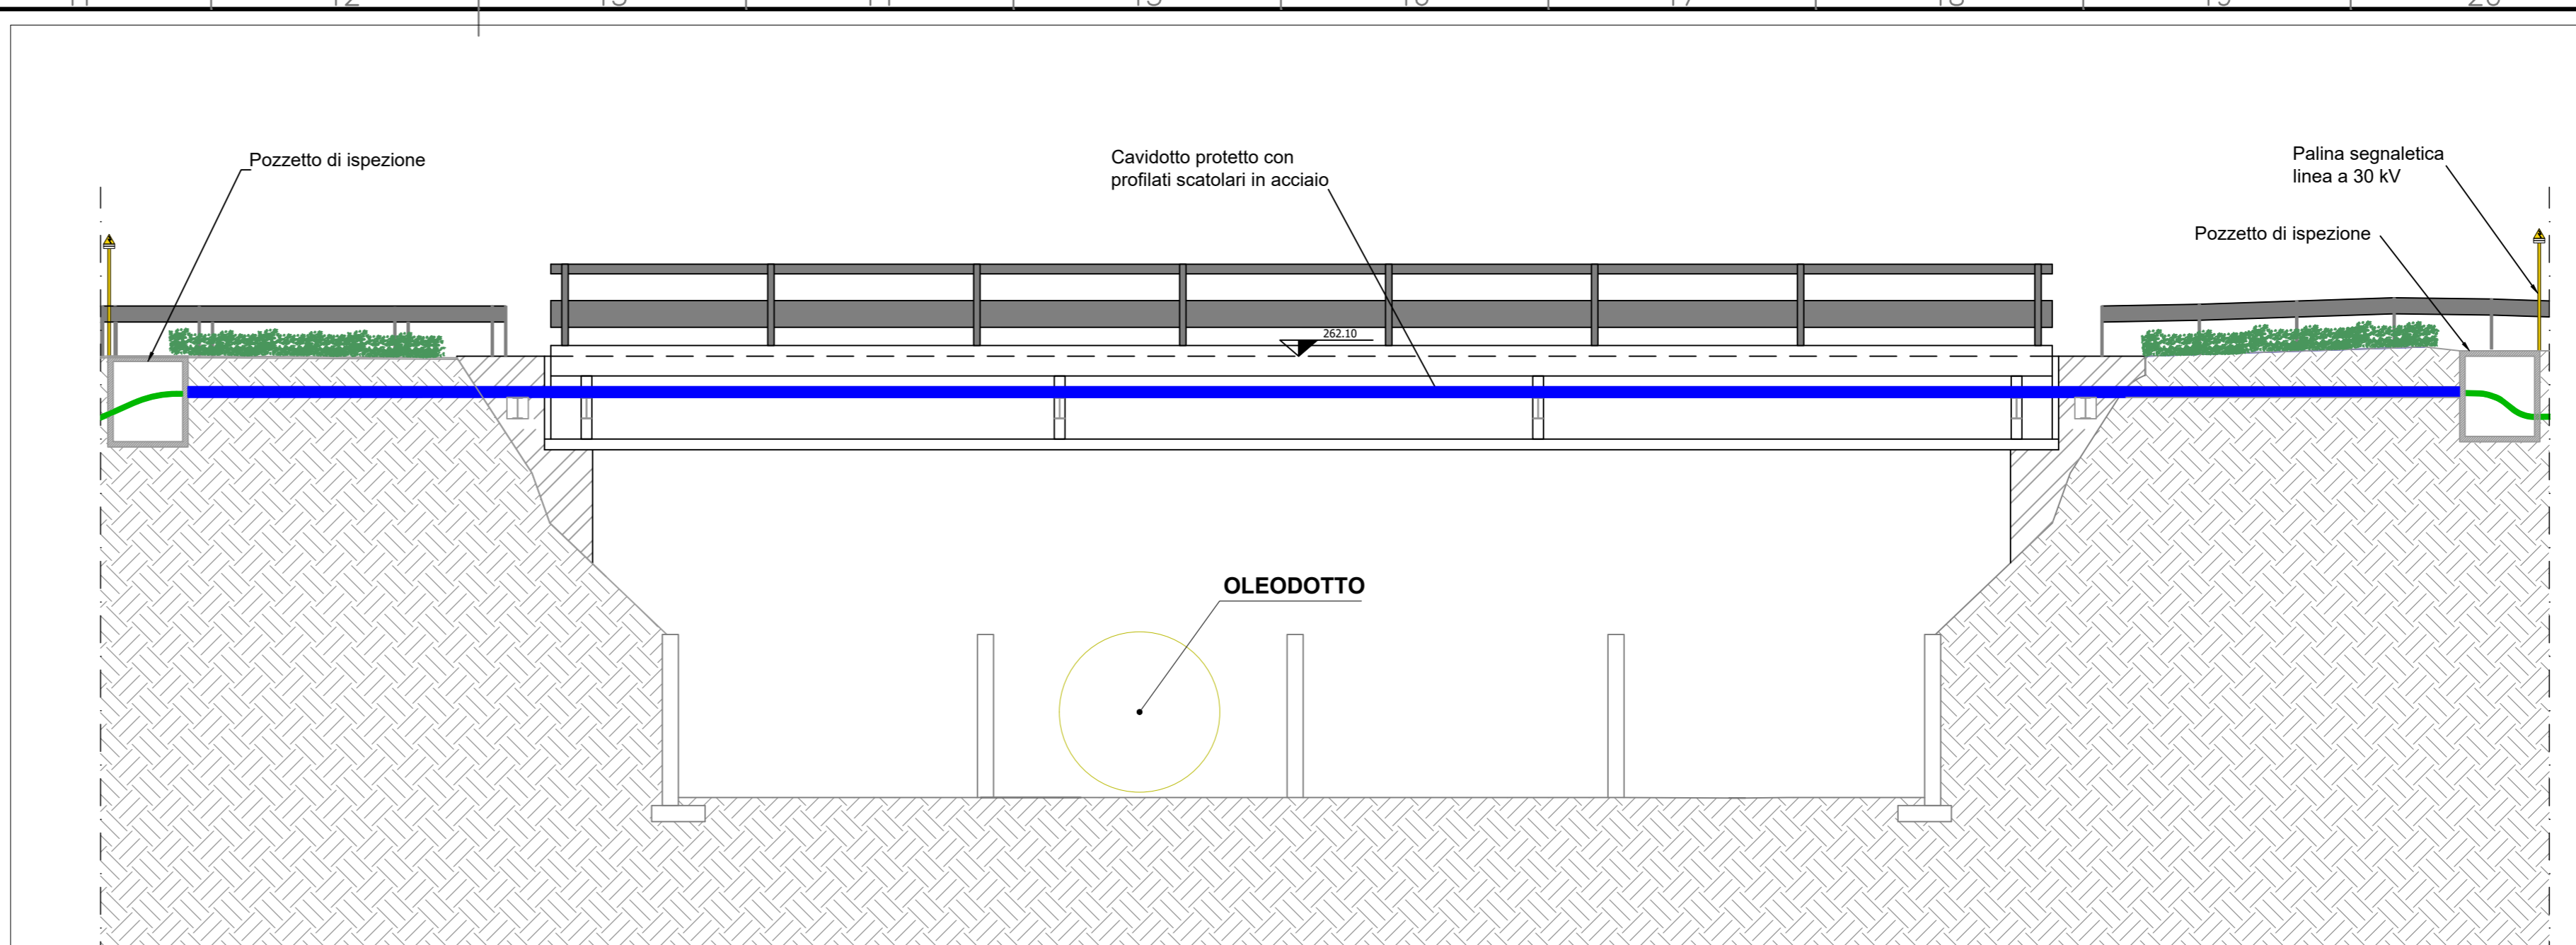 Pozzetto di ispezione
Cavidotto protetto con
profilati scatolari in acciaio
Palina segnaletica
linea a 30 kV
Pozzetto di ispezione
262.10
OLEODOTTO